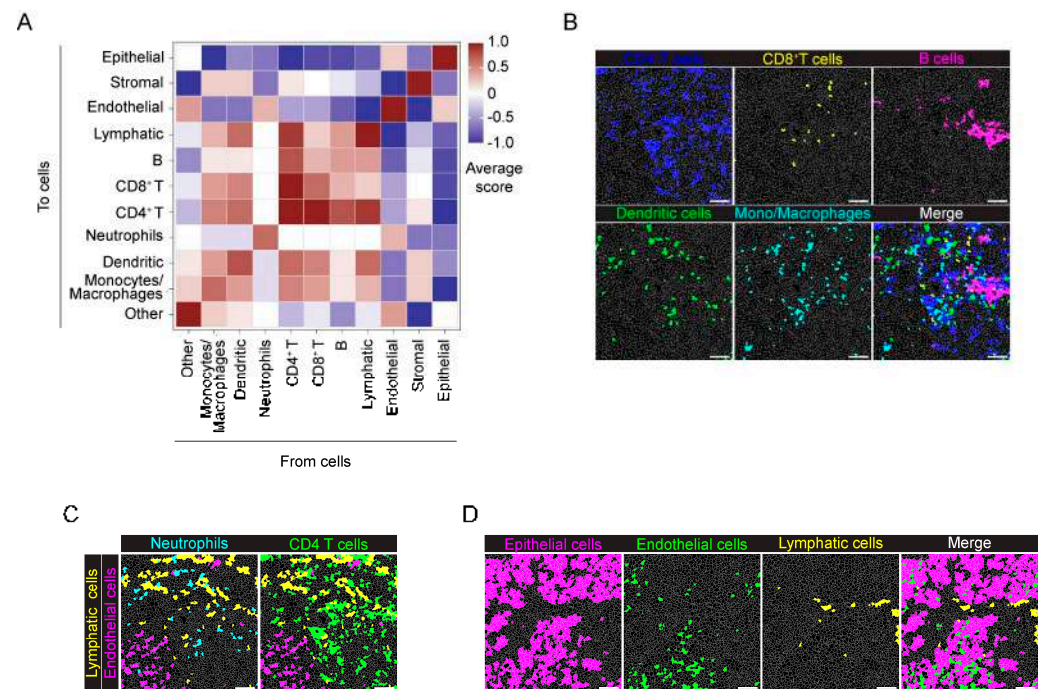 A
To cells
Epithelial
Stromal
Endothelial
Lymphatic
B
CD8⁺ T
CD4⁺ T
Neutrophils
Dendritic
Monocytes/
Macrophages
Other
1.0
0.5
0
-0.5
-1.0
Average
score
Other
Monocytes/
Macrophages
Dendritic
Neutrophils
CD4⁺ T
CD8⁺ T
B
Lymphatic
Endothelial
Stromal
Epithelial
From cells
B
CD4⁺T cells
CD8⁺T cells
B cells
Dendritic cells
Mono/Macrophages
Merge
C
Neutrophils
CD4 T cells
Lymphatic cells
Endothelial cells
D
Epithelial cells
Endothelial cells
Lymphatic cells
Merge